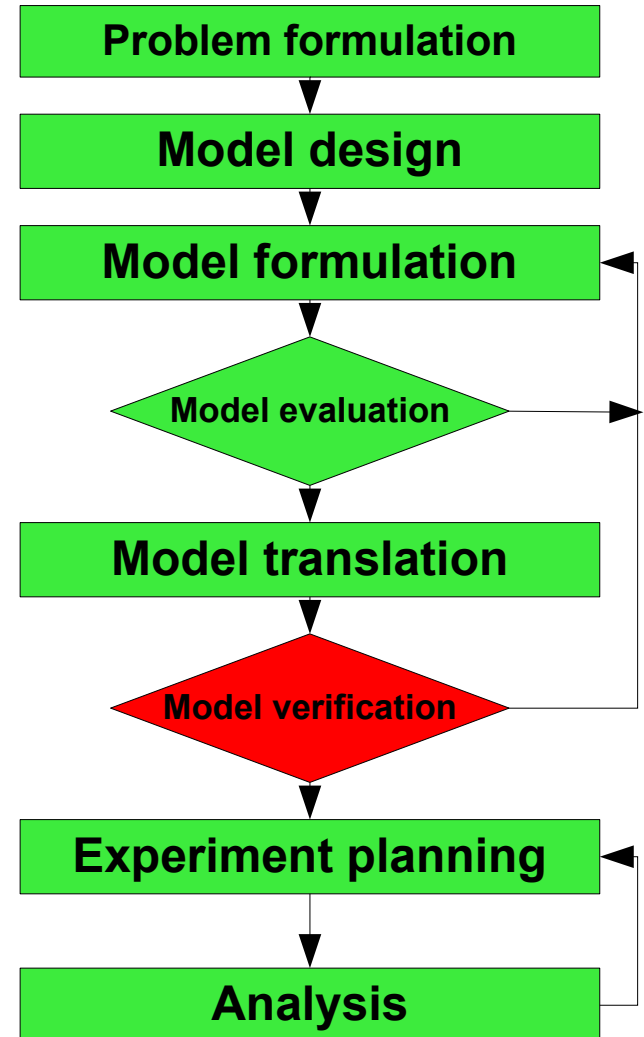 Problem formulation
Model design
Model formulation
Model evaluation
Model translation
Model verification
Experiment planning
Analysis